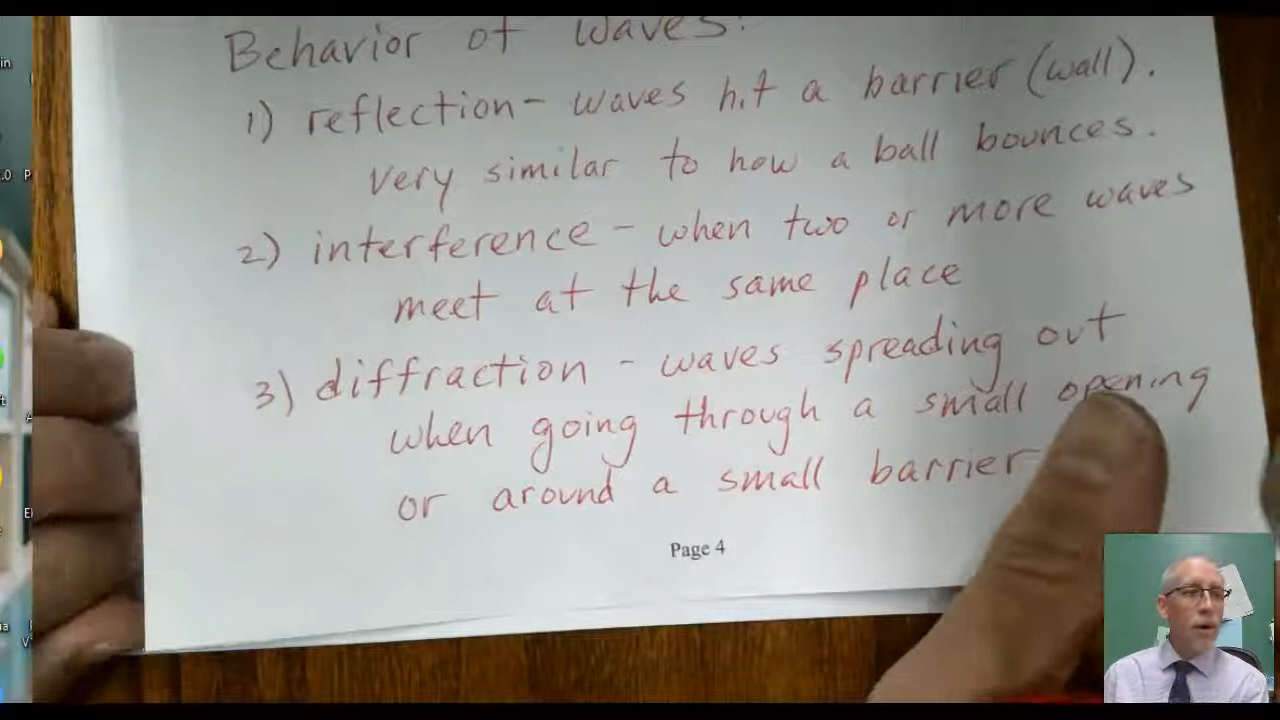 Behavior of waves:
1) reflection - waves hit a barrier (wall).
very similar to how a ball bounces.
2) interference - when two or more waves
meet at the same place
3) diffraction - waves spreading out
when going through a small opening
or around a small barrier
Page 4